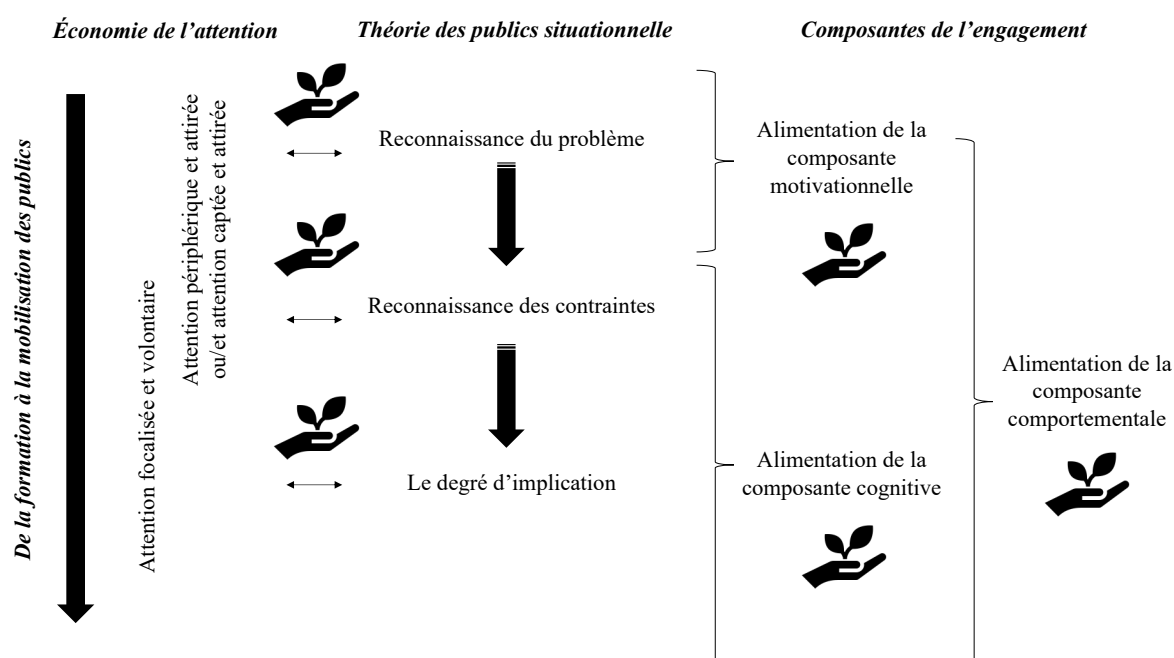 Économie de l'attention
Théorie des publics situationnelle
Composantes de l'engagement
De la formation à la mobilisation des publics
Attention focalisée et volontaire
Attention périphérique et attirée
ou/et attention captée et attirée
Reconnaissance du problème
Reconnaissance des contraintes
Le degré d'implication
Alimentation de la
composante
motivationnelle
Alimentation de la
composante cognitive
Alimentation de la
composante
comportementale